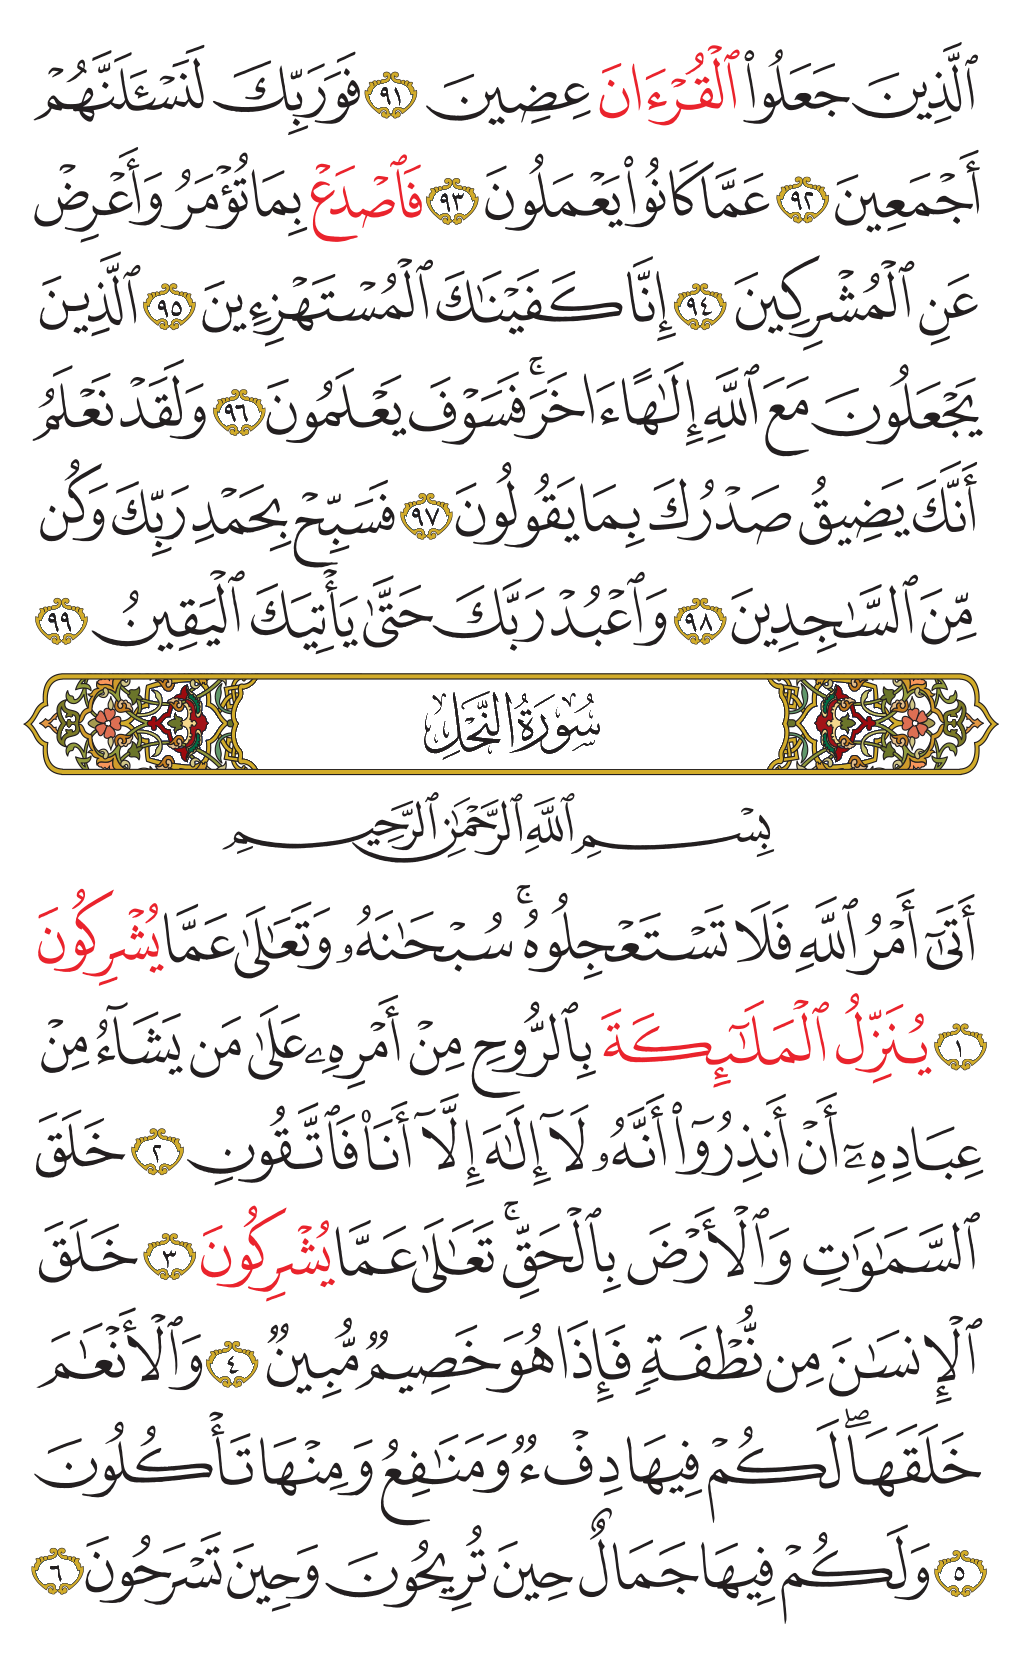 ٱلَّذِينَ جَعَلُوا۟ ٱلْقُرْءَانَ عِضِينَ ٩١ فَوَرَبِّكَ لَنَسْـَٔلَنَّهُمْ
أَجْمَعِينَ ٩٢ عَمَّا كَانُوا۟ يَعْمَلُونَ ٩٣ فَٱصْدَعْ بِمَا تُؤْمَرُ وَأَعْرِضْ
عَنِ ٱلْمُشْرِكِينَ ٩٤ إِنَّا كَفَيْنَـٰكَ ٱلْمُسْتَهْزِءِينَ ٩٥ ٱلَّذِينَ
يَجْعَلُونَ مَعَ ٱللَّهِ إِلَـٰهًا ءَاخَرَ ۚ فَسَوْفَ يَعْلَمُونَ ٩٦ وَلَقَدْ نَعْلَمُ
أَنَّكَ يَضِيقُ صَدْرُكَ بِمَا يَقُولُونَ ٩٧ فَسَبِّحْ بِحَمْدِ رَبِّكَ وَكُن
مِّنَ ٱلسَّـٰجِدِينَ ٩٨ وَٱعْبُدْ رَبَّكَ حَتَّىٰ يَأْتِيَكَ ٱلْيَقِينُ ٩٩
سُورَةُ النَّحْلِ
بِسْمِ ٱللَّهِ ٱلرَّحْمَـٰنِ ٱلرَّحِيمِ
أَتَىٰٓ أَمْرُ ٱللَّهِ فَلَا تَسْتَعْجِلُوهُ ۚ سُبْحَـٰنَهُۥ وَتَعَـٰلَىٰ عَمَّا يُشْرِكُونَ
١ يُنَزِّلُ ٱلْمَلَـٰٓئِكَةَ بِٱلرُّوحِ مِنْ أَمْرِهِۦ عَلَىٰ مَن يَشَآءُ مِنْ
عِبَادِهِۦٓ أَنْ أَنذِرُوٓا۟ أَنَّهُۥ لَآ إِلَـٰهَ إِلَّآ أَنَا۠ فَٱتَّقُونِ ٢ خَلَقَ
ٱلسَّمَـٰوَٰتِ وَٱلْأَرْضَ بِٱلْحَقِّ ۚ تَعَـٰلَىٰ عَمَّا يُشْرِكُونَ ٣ خَلَقَ
ٱلْإِنسَـٰنَ مِن نُّطْفَةٍ فَإِذَا هُوَ خَصِيمٌ مُّبِينٌ ٤ وَٱلْأَنْعَـٰمَ
خَلَقَهَا ۖ لَكُمْ فِيهَا دِفْءٌ وَمَنَـٰفِعُ وَمِنْهَا تَأْكُلُونَ
٥ وَلَكُمْ فِيهَا جَمَالٌ حِينَ تُرِيحُونَ وَحِينَ تَسْرَحُونَ ٦